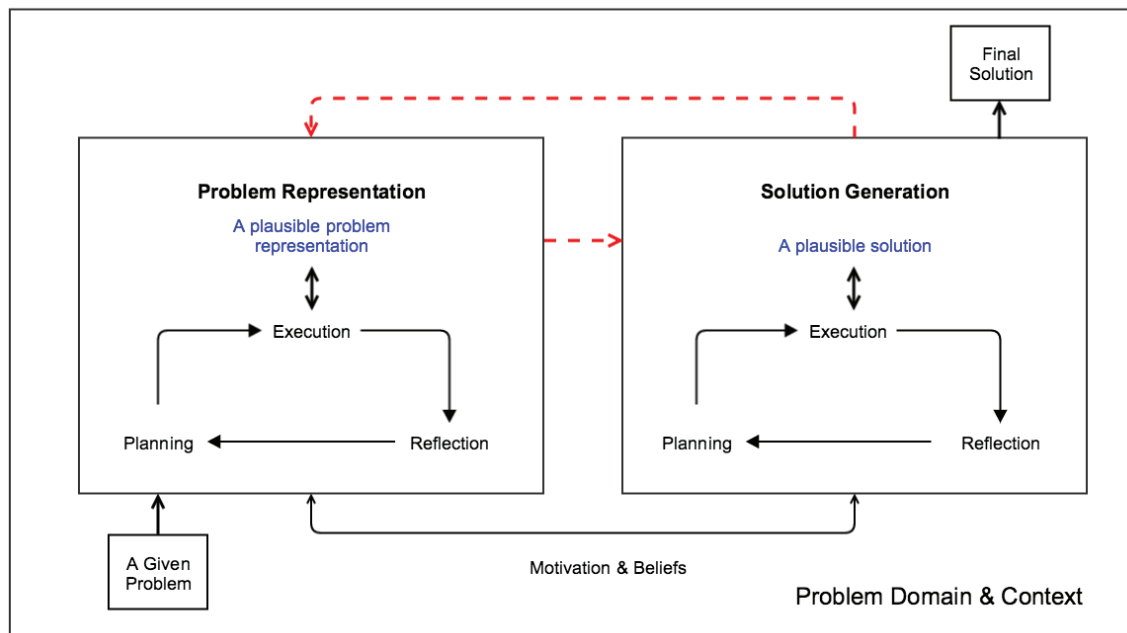 Final
Solution
Problem Representation
A plausible problem
representation
Execution
Planning
Reflection
Solution Generation
A plausible solution
Execution
Planning
Reflection
A Given
Problem
Motivation & Beliefs
Problem Domain & Context